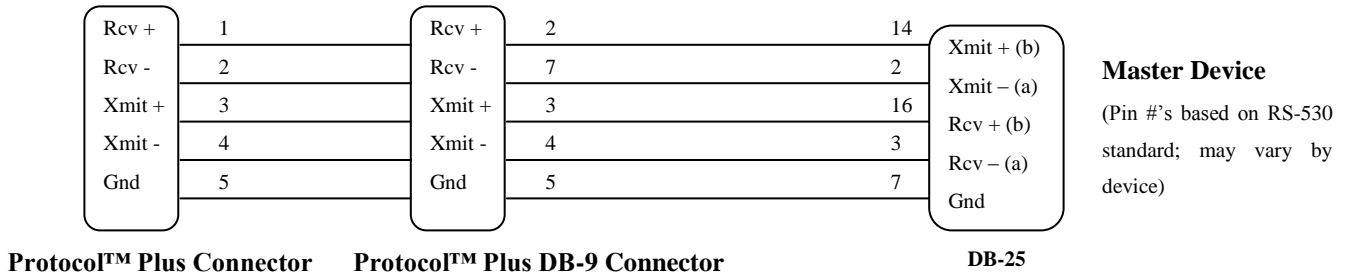 Rcv + 1 Rcv + 2 14
Xmit + (b)
Rcv - 2 Rcv - 7 2
Xmit – (a)
Xmit + 3 Xmit + 3 16
Rcv + (b)
Xmit - 4 Xmit - 4 3
Rcv – (a)
Gnd 5 Gnd 5 7
Gnd
Master Device
(Pin #'s based on RS-530
standard; may vary by
device)
Protocol™ Plus Connector Protocol™ Plus DB-9 Connector DB-25